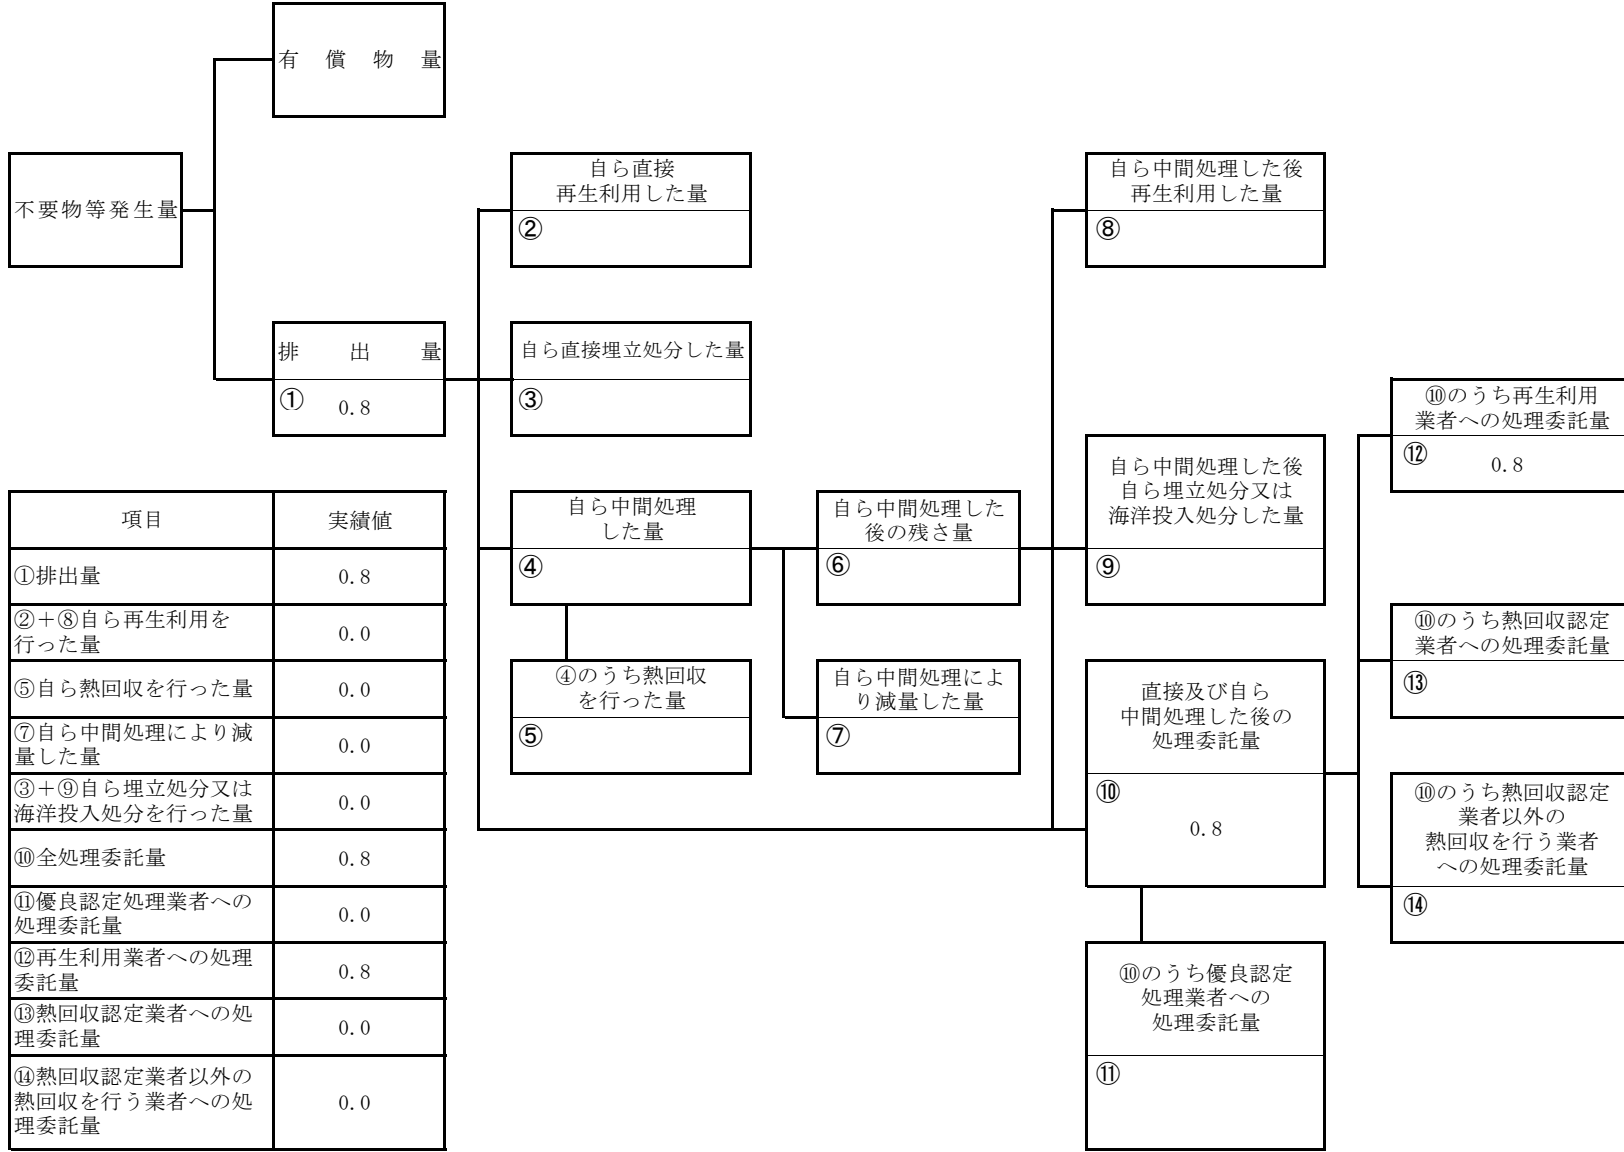 有償物量
不要物等発生量
自ら直接
再生利用した量
②
自ら中間処理した後
再生利用した量
⑧
排出量
① 0.8
自ら直接埋立処分した量
③
⑩のうち再生利用
業者への処理委託量
⑫ 0.8
自ら中間処理
した量
④
自ら中間処理した
後の残さ量
⑥
自ら中間処理した後
自ら埋立処分又は
海洋投入処分した量
⑨
⑩のうち熱回収認定
業者への処理委託量
⑬
④のうち熱回収
を行った量
⑤
自ら中間処理によ
り減量した量
⑦
直接及び自ら
中間処理した後の
処理委託量
⑩
0.8
⑩のうち熱回収認定
業者以外の
熱回収を行う業者
への処理委託量
⑭
⑩のうち優良認定
処理業者への
処理委託量
⑪
項目 実績値
①排出量 0.8
②+⑧自ら再生利用を
行った量 0.0
⑤自ら熱回収を行った量 0.0
⑦自ら中間処理により減
量した量 0.0
③+⑨自ら埋立処分又は
海洋投入処分を行った量 0.0
⑩全処理委託量 0.8
⑪優良認定処理業者への
処理委託量 0.0
⑫再生利用業者への処理
委託量 0.8
⑬熱回収認定業者への処
理委託量 0.0
⑭熱回収認定業者以外の
熱回収を行う業者への処 0.0
理委託量